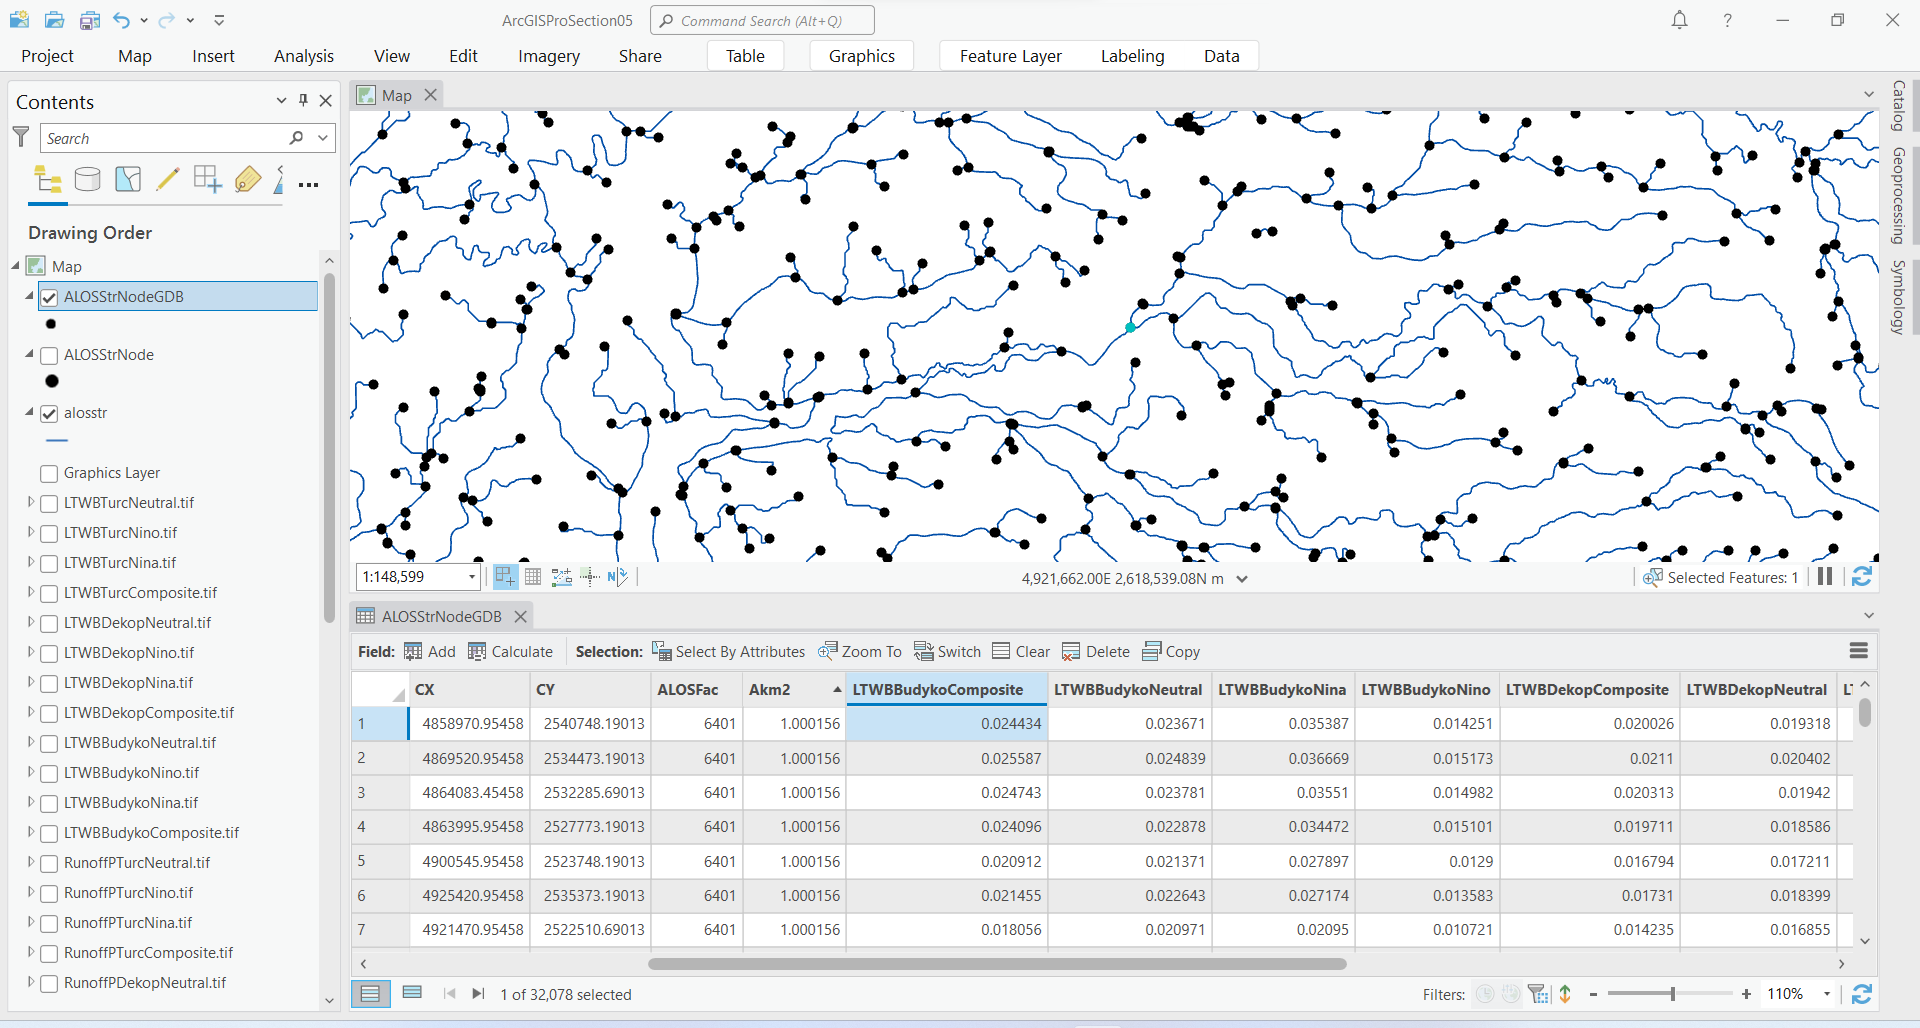 ArcGISProSection05
Command Search (Alt+Q)
Project Map Insert Analysis View Edit Imagery Share Table Graphics Feature Layer Labeling Data
Contents
Search
Drawing Order
Map
ALOSStrNodeGDB
ALOSStrNode
alosstr
Graphics Layer
LTWBTurcNeutral.tif
LTWBTurcNino.tif
LTWBTurcNina.tif
LTWBTurcComposite.tif
LTWBDekopNeutral.tif
LTWBDekopNino.tif
LTWBDekopNina.tif
LTWBDekopComposite.tif
LTWBBudykoNeutral.tif
LTWBBudykoNino.tif
LTWBBudykoNina.tif
LTWBBudykoComposite.tif
RunoffPTurcNeutral.tif
RunoffPTurcNino.tif
RunoffPTurcNina.tif
RunoffPTurcComposite.tif
RunoffPDekopNeutral.tif
Map
1:148,599
N
4,921,662.00E 2,618,539.08N m
Selected Features: 1
Catalog
Geoprocessing
Symbology
ALOSStrNodeGDB
Field: Add Calculate Selection: Select By Attributes Zoom To Switch Clear Delete Copy
CX CY ALOSFac Akm2 LTWBBudykoComposite LTWBBudykoNeutral LTWBBudykoNina LTWBBudykoNino LTWBDekopComposite LTWBDekopNeutral
1 4858970.95458 2540748.19013 6401 1.000156 0.024434 0.023671 0.035387 0.014251 0.020026 0.019318
2 4869520.95458 2534473.19013 6401 1.000156 0.025587 0.024839 0.036669 0.015173 0.0211 0.020402
3 4864083.45458 2532285.69013 6401 1.000156 0.024743 0.023781 0.03551 0.014982 0.020313 0.01942
4 4863995.95458 2527773.19013 6401 1.000156 0.024096 0.022878 0.034472 0.015101 0.019711 0.018586
5 4900545.95458 2523748.19013 6401 1.000156 0.020912 0.021371 0.027897 0.0129 0.016794 0.017211
6 4925420.95458 2535373.19013 6401 1.000156 0.021455 0.022643 0.027174 0.013583 0.01731 0.018399
7 4921470.95458 2522510.69013 6401 1.000156 0.018056 0.020971 0.02095 0.010721 0.014235 0.016855
1 of 32,078 selected
Filters:
110%